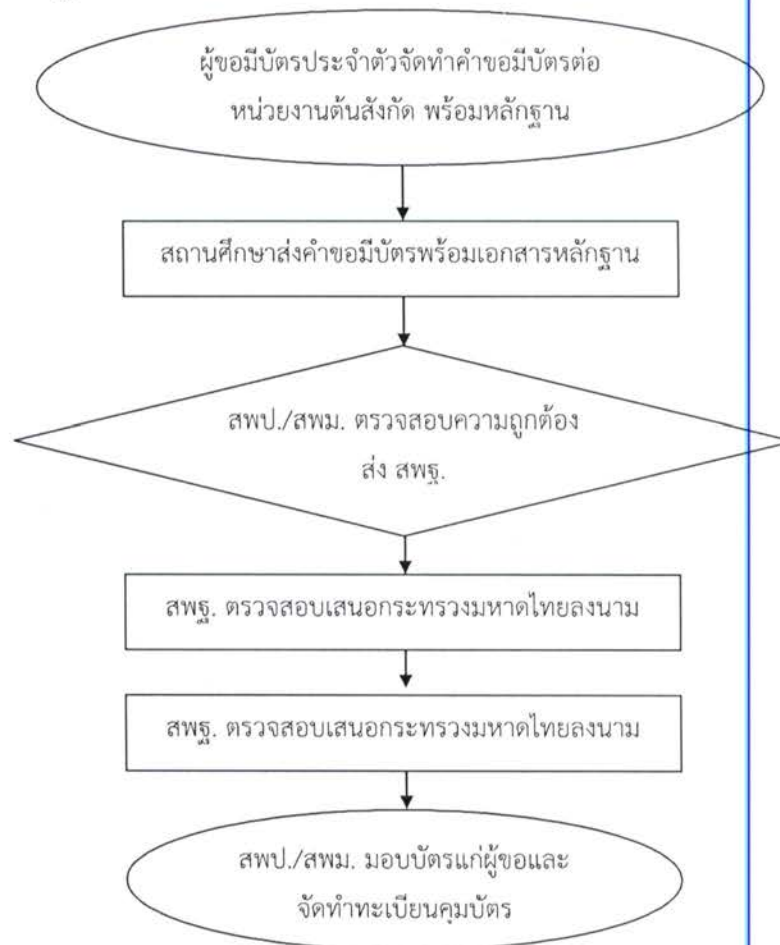 ผู้ขอมีบัตรประจำตัวจัดทำคำขอมีบัตรต่อ
หน่วยงานต้นสังกัด พร้อมหลักฐาน
สถานศึกษาส่งคำขอมีบัตรพร้อมเอกสารหลักฐาน
สพป./สพม. ตรวจสอบความถูกต้อง
ส่ง สพฐ.
สพฐ. ตรวจสอบเสนอกระทรวงมหาดไทยลงนาม
สพฐ. ตรวจสอบเสนอกระทรวงมหาดไทยลงนาม
สพป./สพม. มอบบัตรแก่ผู้ขอและ
จัดทำทะเบียนคุมบัตร